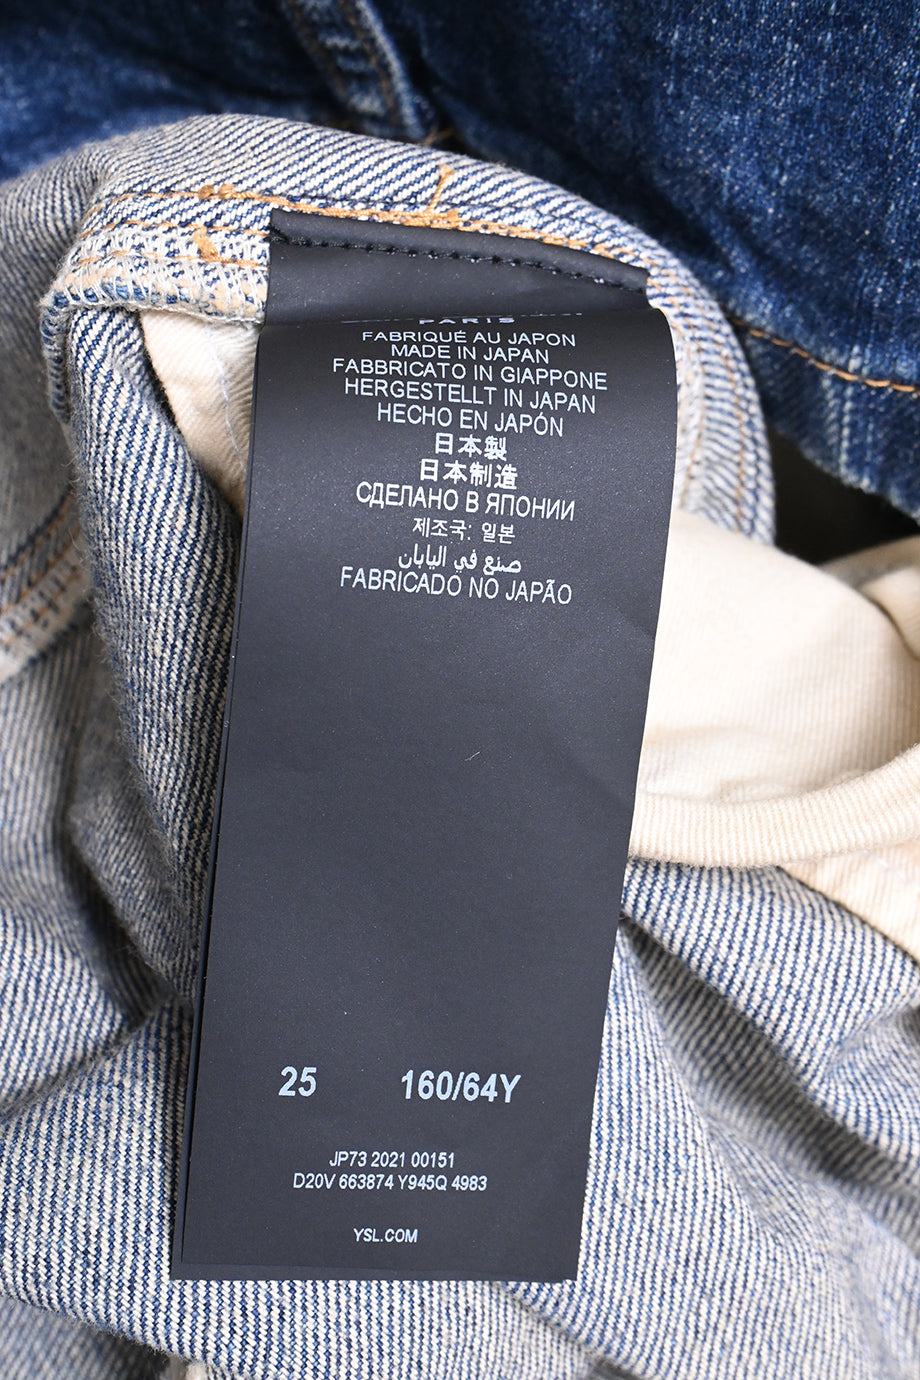 PARIS
FABRIQUÉ AU JAPON
MADE IN JAPAN
FABBRICATO IN GIAPPONE
HERGESTELLT IN JAPAN
HECHO EN JAPÓN
日本製
日本制造
СДЕЛАНО В ЯПОНИИ
제조국: 일본
صنع في اليابان
FABRICADO NO JAPÃO
25 160/64Y
JP73 2021 00151
D20V 663874 Y945Q 4983
YSL.COM